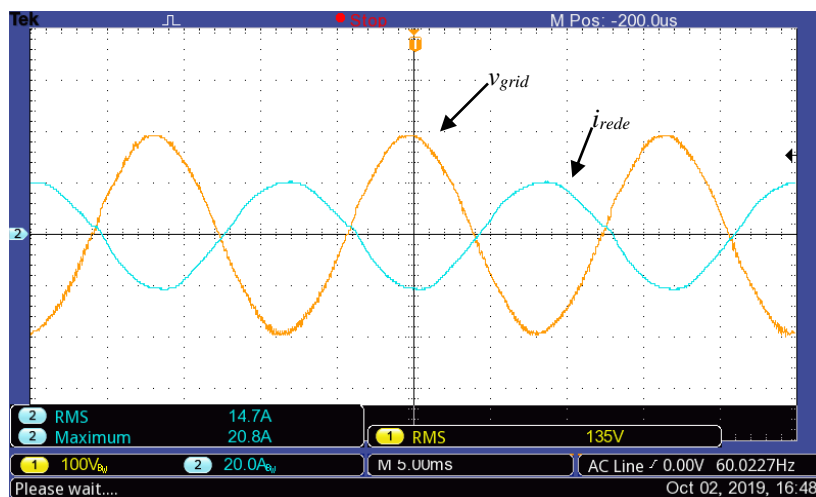 Tek Stop M Pos: -200.0us
v_grid
i_rede
2
2 RMS 14.7A
2 Maximum 20.8A 1 RMS 135V
1 100V BW 2 20.0A BW M 5.00ms AC Line 0.00V 60.0227Hz
Please wait.... Oct 02, 2019, 16:48